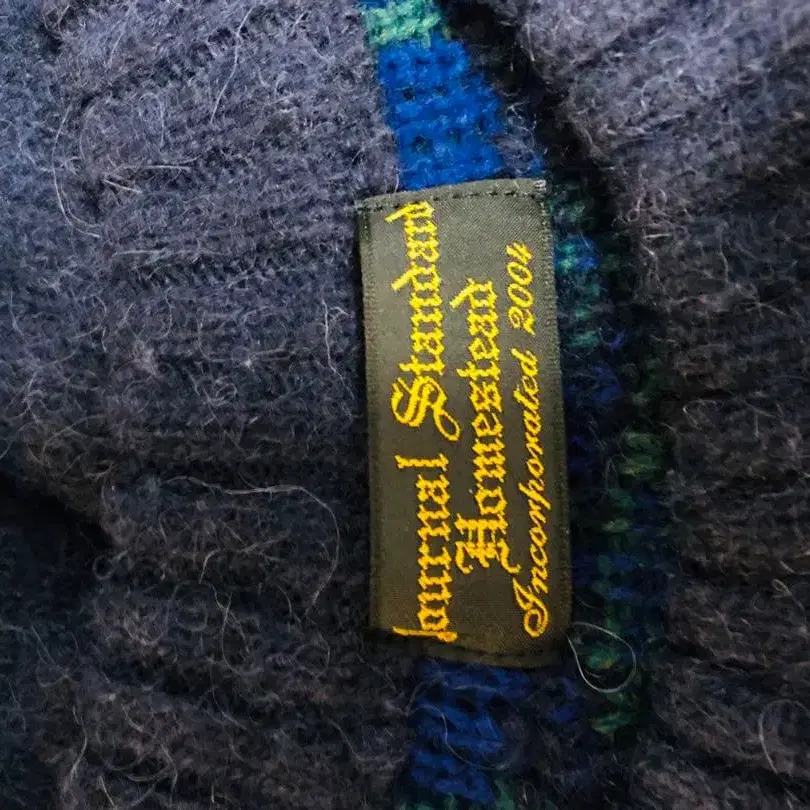 Journal Standard
Homestead
Incorporated 2004